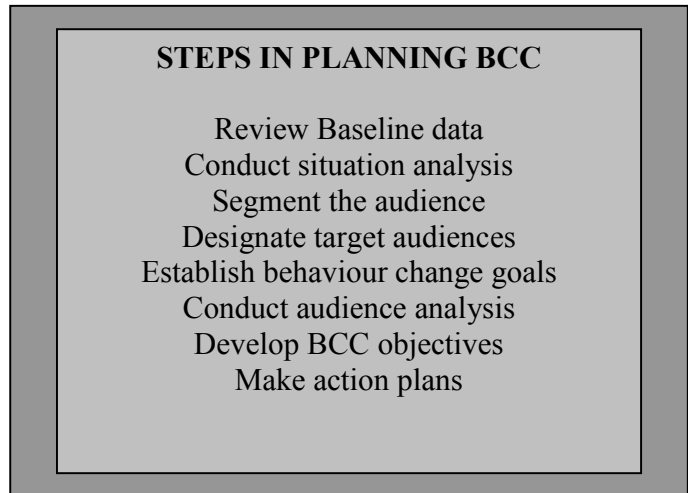 STEPS IN PLANNING BCC
Review Baseline data
Conduct situation analysis
Segment the audience
Designate target audiences
Establish behaviour change goals
Conduct audience analysis
Develop BCC objectives
Make action plans